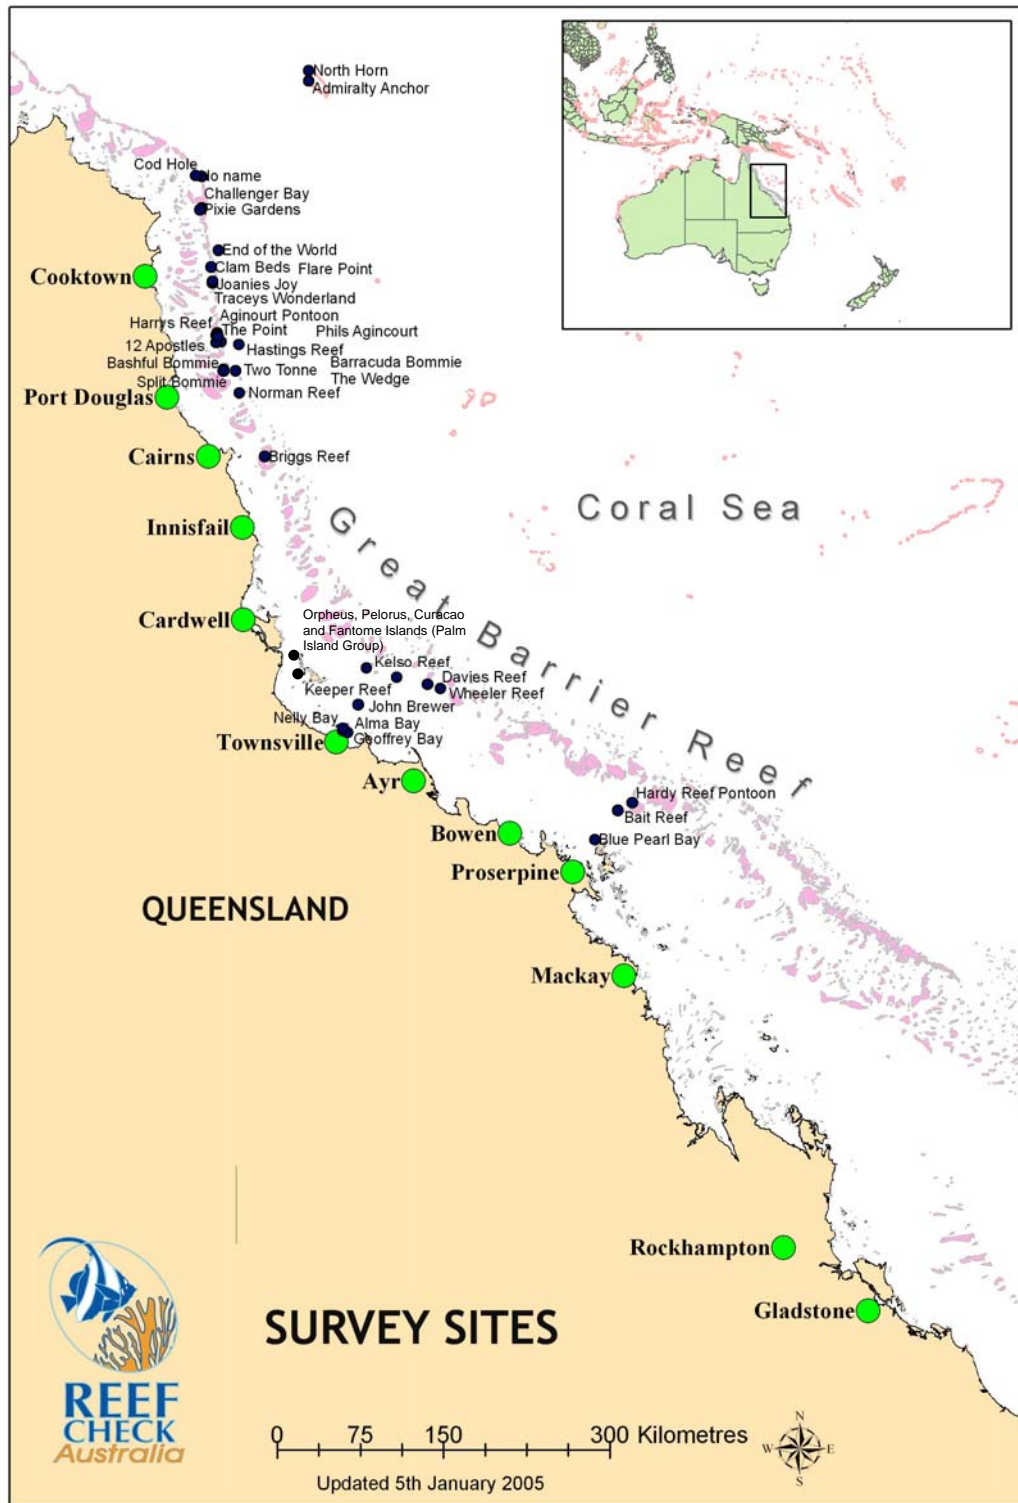 North Horn
Admiralty Anchor
Cod Hole
No name
Challenger Bay
Pixie Gardens
End of the World
Clam Beds
Flare Point
Cooktown
Joanies Joy
Traceys Wonderland
Aginourt Pontoon
Harrys Reef
The Point
Phils Agincourt
12 Apostles
Hastings Reef
Bashful Bommie
Two Tonne
Barracuda Bommie
Split Bommie
The Wedge
Port Douglas
Norman Reef
Cairns
Briggs Reef
Coral Sea
Innisfail
Great Barrier Reef
Cardwell
Orpheus, Pelorus, Curacao
and Fantome Islands (Palm
Island Group)
Kelso Reef
Davies Reef
Keeper Reef
Wheeler Reef
John Brewer
Nelly Bay
Alma Bay
Townsville
Geoffrey Bay
Ayr
Hardy Reef Pontoon
Bait Reef
Bowen
Blue Pearl Bay
Proserpine
QUEENSLAND
Mackay
Rockhampton
Gladstone
SURVEY SITES
REEF
CHECK
Australia
0 75 150 300 Kilometres
Updated 5th January 2005
N
W E
S